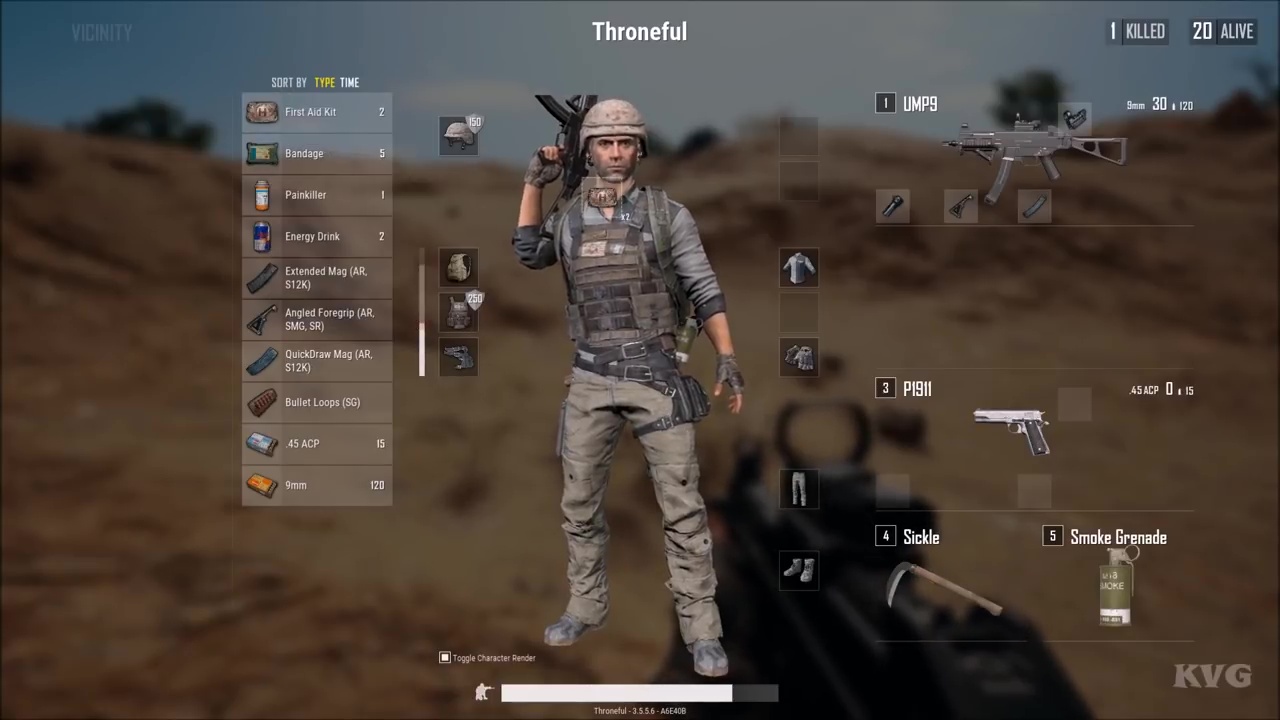 VICINITY
Throneful
1 KILLED 20 ALIVE
SORT BY TYPE TIME
First Aid Kit 2
Bandage 5
Painkiller 1
Energy Drink 2
Extended Mag (AR,
S12K)
Angled Foregrip (AR,
SMG, SR)
QuickDraw Mag (AR,
S12K)
Bullet Loops (SG)
.45 ACP 15
9mm 120
150
x2
250
1 UMP9 9mm 30 120
3 P1911 .45 ACP 0 15
4 Sickle
5 Smoke Grenade
SMOKE
Toggle Character Render
Throneful - 3.5.5.6 - A6E40B
KVG